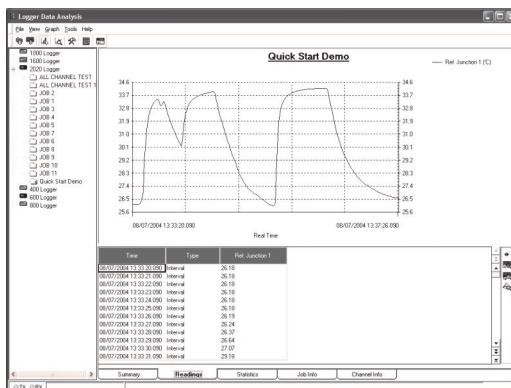 Logger Data Analysis
File View Graph Tools Help
1000 Logger
1600 Logger
2020 Logger
ALL CHANNEL TEST
ALL CHANNEL TEST 1
JOB 2
JOB 1
JOB 3
JOB 4
JOB 5
JOB 7
JOB 6
JOB 8
JOB 9
JOB 10
JOB 11
Quick Start Demo
400 Logger
600 Logger
800 Logger
Quick Start Demo
Ref. Junction 1 (°C)
34.6 34.6
33.7 33.7
32.8 32.8
31.9 31.9
31.0 31.0
30.1 30.1
29.2 29.2
28.3 28.3
27.4 27.4
26.5 26.5
25.6 25.6
08/07/2004 13:33:20.090 08/07/2004 13:37:26.090
Real Time
Time Type Ref. Junction 1
08/07/2004 13:33:20.090 Interval 26.18
08/07/2004 13:33:21.090 Interval 26.18
08/07/2004 13:33:22.090 Interval 26.18
08/07/2004 13:33:23.090 Interval 26.18
08/07/2004 13:33:24.090 Interval 26.18
08/07/2004 13:33:25.090 Interval 26.18
08/07/2004 13:33:26.090 Interval 26.19
08/07/2004 13:33:27.090 Interval 26.24
08/07/2004 13:33:28.090 Interval 26.37
08/07/2004 13:33:29.090 Interval 26.64
08/07/2004 13:33:30.090 Interval 27.07
08/07/2004 13:33:31.090 Interval 29.18
Summary Readings Statistics Job Info Channel Info
TX RX